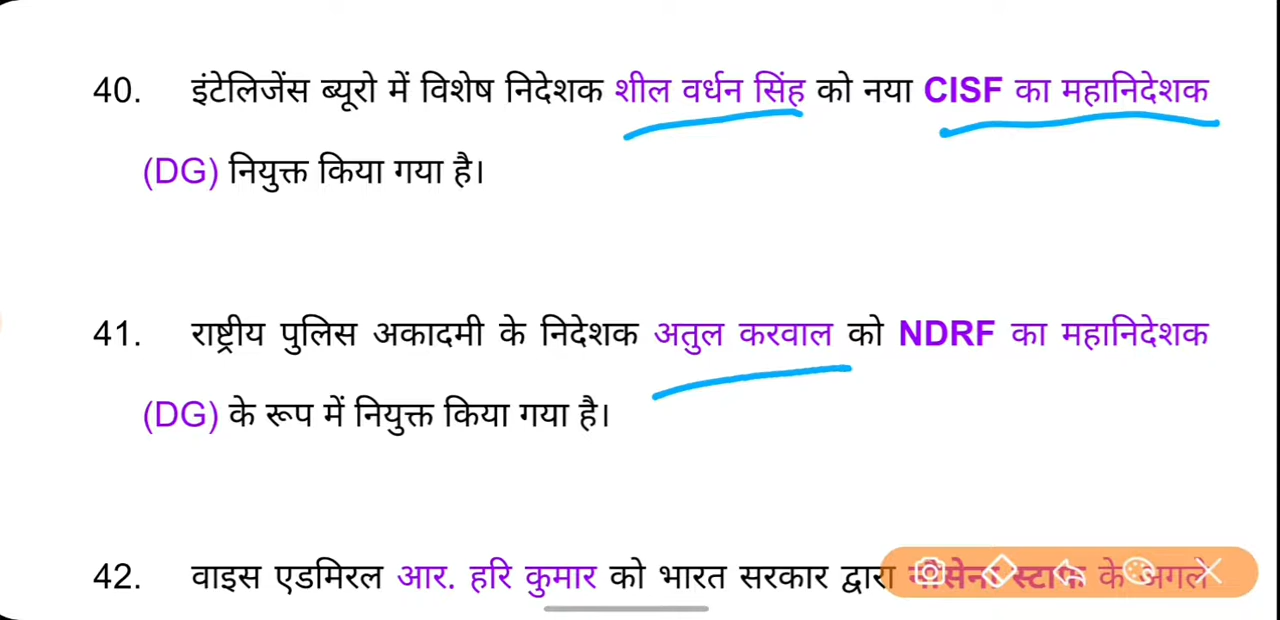 40. इंटेलिजेंस ब्यूरो में विशेष निदेशक शील वर्धन सिंह को नया CISF का महानिदेशक
(DG) नियुक्त किया गया है।
41. राष्ट्रीय पुलिस अकादमी के निदेशक अतुल करवाल को NDRF का महानिदेशक
(DG) के रूप में नियुक्त किया गया है।
42. वाइस एडमिरल आर. हरि कुमार को भारत सरकार द्वारा नौसेना स्टाफ के अगले